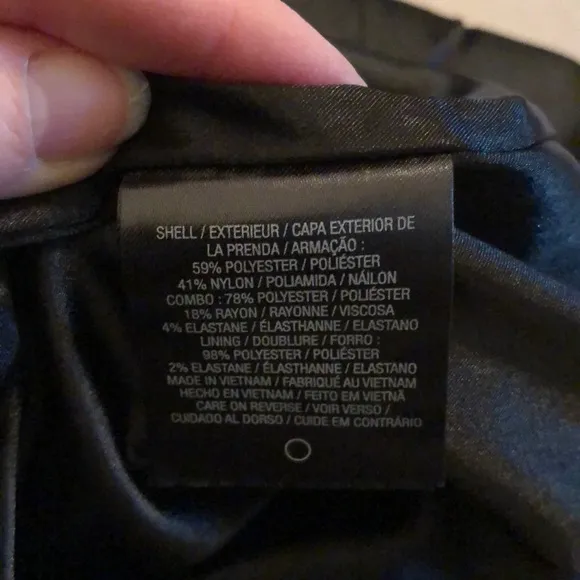 SHELL / EXTERIEUR / CAPA EXTERIOR DE
LA PRENDA / ARMAÇÃO :
59% POLYESTER / POLIÉSTER
41% NYLON / POLIAMIDA / NÁILON
COMBO : 78% POLYESTER / POLIÉSTER
18% RAYON / RAYONNE / VISCOSA
4% ELASTANE / ÉLASTHANNE / ELASTANO
LINING / DOUBLURE / FORRO :
98% POLYESTER / POLIÉSTER
2% ELASTANE / ÉLASTHANNE / ELASTANO
MADE IN VIETNAM / FABRIQUÉ AU VIETNAM
HECHO EN VIETNAM / FEITO EM VIETNÃ
CARE ON REVERSE / VOIR VERSO /
CUIDADO AL DORSO / CUIDE EM CONTRÁRIO